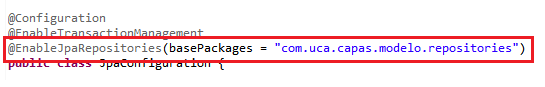 @Configuration
@EnableTransactionManagement
@EnableJpaRepositories(basePackages = "com.uca.capas.modelo.repositories")
public class JpaConfiguration {